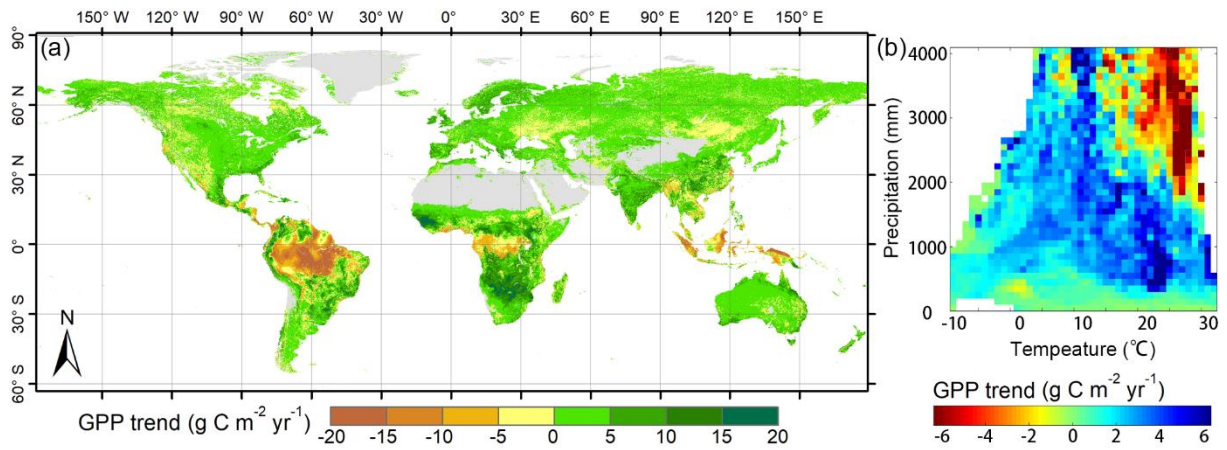 150° W 120° W 90° W 60° W 30° W 0° 30° E 60° E 90° E 120° E 150° E
(a)
90°
60° N
30° N
0°
30° S
60° S
N
GPP trend (g C m-2 yr-1)
-20 -15 -10 -5 0 5 10 15 20
(b)
Precipitation (mm)
4000
3000
2000
1000
0
-10 0 10 20 30
Tempeature (℃)
GPP trend (g C m-2 yr-1)
-6 -4 -2 0 2 4 6